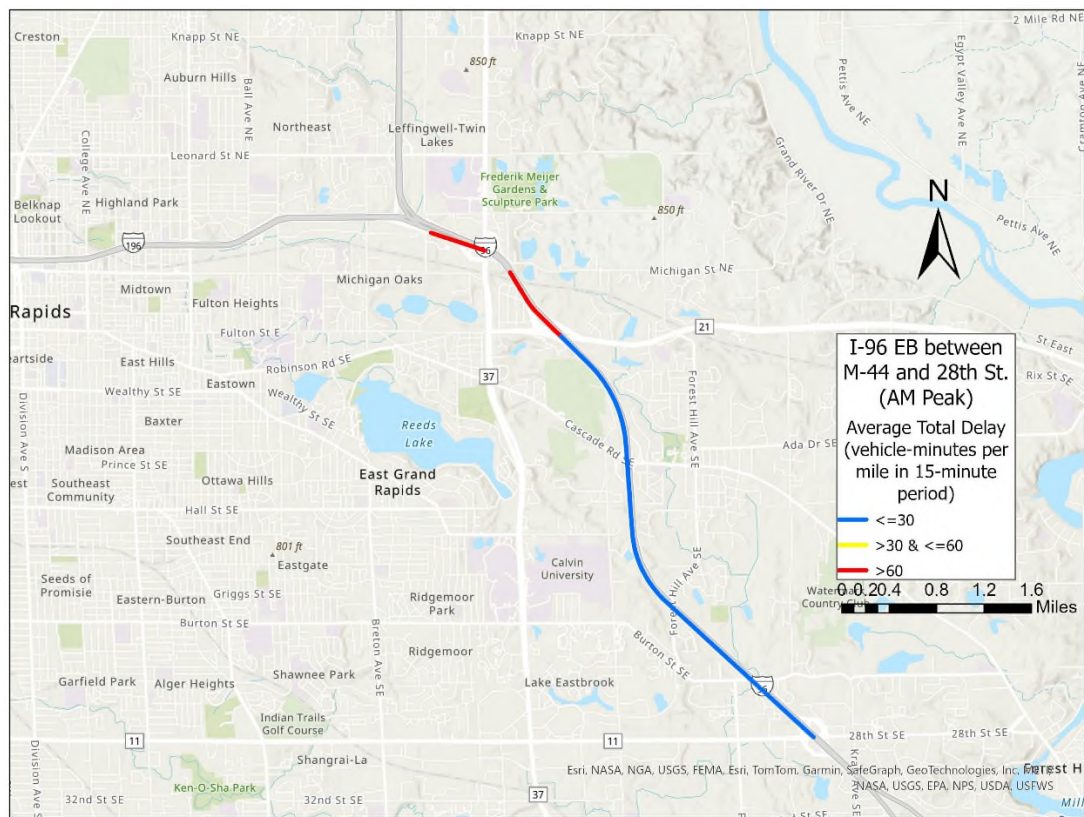 2 Mile Rd NE
Creston
Knapp St NE
Knapp St NE
850 ft
Auburn Hills
Ball Ave NE
Pettis Ave NE
Egypt Valley Ave NE
College Ave NE
Northeast
Leffingwell-Twin
Lakes
Leonard St NE
Grand River Dr NE
Frederik Meijer
Gardens &
Sculpture Park
N
Belknap
Lookout
Highland Park
850 ft
Pettis Ave NE
196
96
Michigan Oaks
Michigan St NE
Midtown
Fulton Heights
Rapids
Fulton St E
21
St East
East Hills
Robinson Rd SE
Eastown
37
Wealthy St SE
Wealthy St SE
Forest Hill Ave SE
Rix St SE
I-96 EB between
M-44 and 28th St.
(AM Peak)
Average Total Delay
(vehicle-minutes per
mile in 15-minute
period)
<=30
>30 & <=60
>60
Division Ave S
Baxter
Reeds
Lake
Cascade Rd SE
Ada Dr SE
Madison Area
Prince St SE
Southeast
Community
Ottawa Hills
East Grand
Rapids
Hall St SE
Southeast End
801 ft
Eastgate
Calvin
University
Seeds of
Promise
Eastern-Burton
Griggs St SE
Ridgemoor
Park
Country Club
0 0.20.4 0.8 1.2 1.6
Miles
Burton St SE
Burton St SE
Breton Ave SE
Ridgemoor
Garfield Park
Alger Heights
Shawnee Park
Lake Eastbrook
Indian Trails
Golf Course
Division Ave S
11
11
28th St SE
28th St SE
Shangri-La
Esri, NASA, NGA, USGS, FEMA, Esri, TomTom, Garmin, SafeGraph, GeoTechnologies, Inc,
NASA, USGS, EPA, NPS, USDA, USFWS
Forest H
Ken-O-Sha Park
32nd St SE
32nd St SE
37